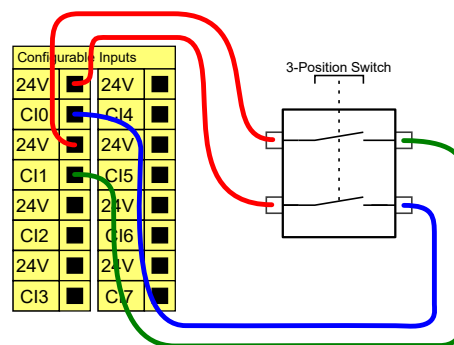 Configurable Inputs
3-Position Switch
24V 24V
CI0 CI4
24V 24V
CI1 CI5
24V 24V
CI2 CI6
24V 24V
CI3 CI7